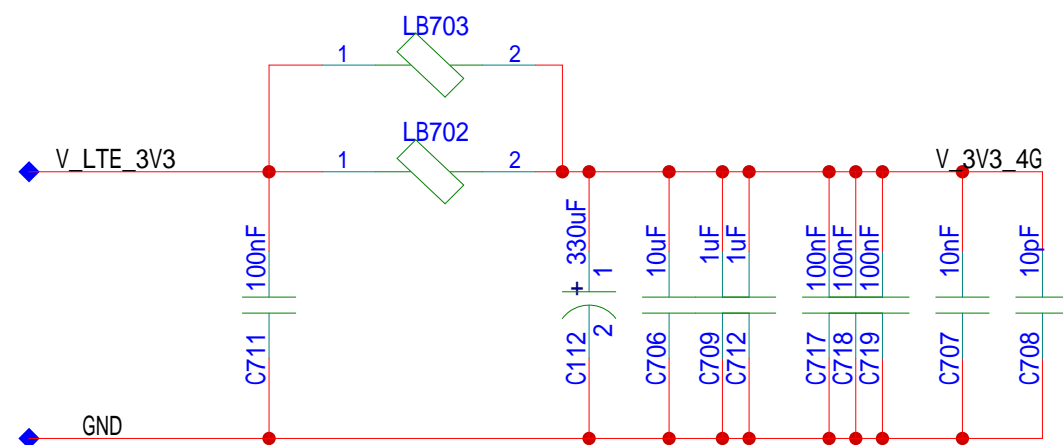 LB703
1 2
LB702
1 2
V_LTE_3V3
V_3V3_4G
100nF
C711
330uF
+
1
2
C112
10uF
C706
1uF
C709
1uF
C712
100nF
C717
100nF
C718
100nF
C719
10nF
C707
10pF
C708
GND